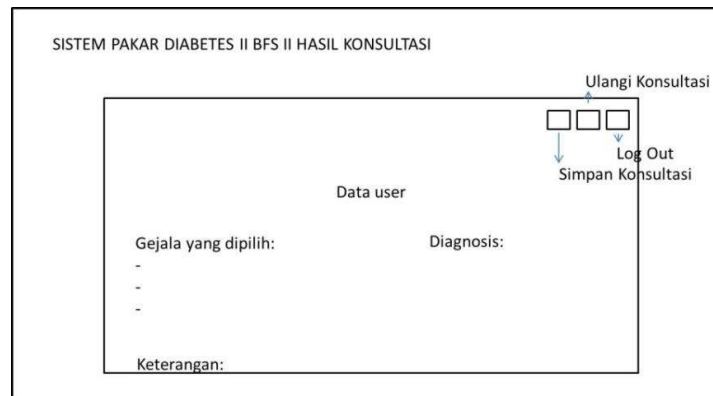 SISTEM PAKAR DIABETES II BFS II HASIL KONSULTASI
Ulangi Konsultasi
Log Out
Simpan Konsultasi
Data user
Gejala yang dipilih:
Diagnosis:
-
-
-
Keterangan: